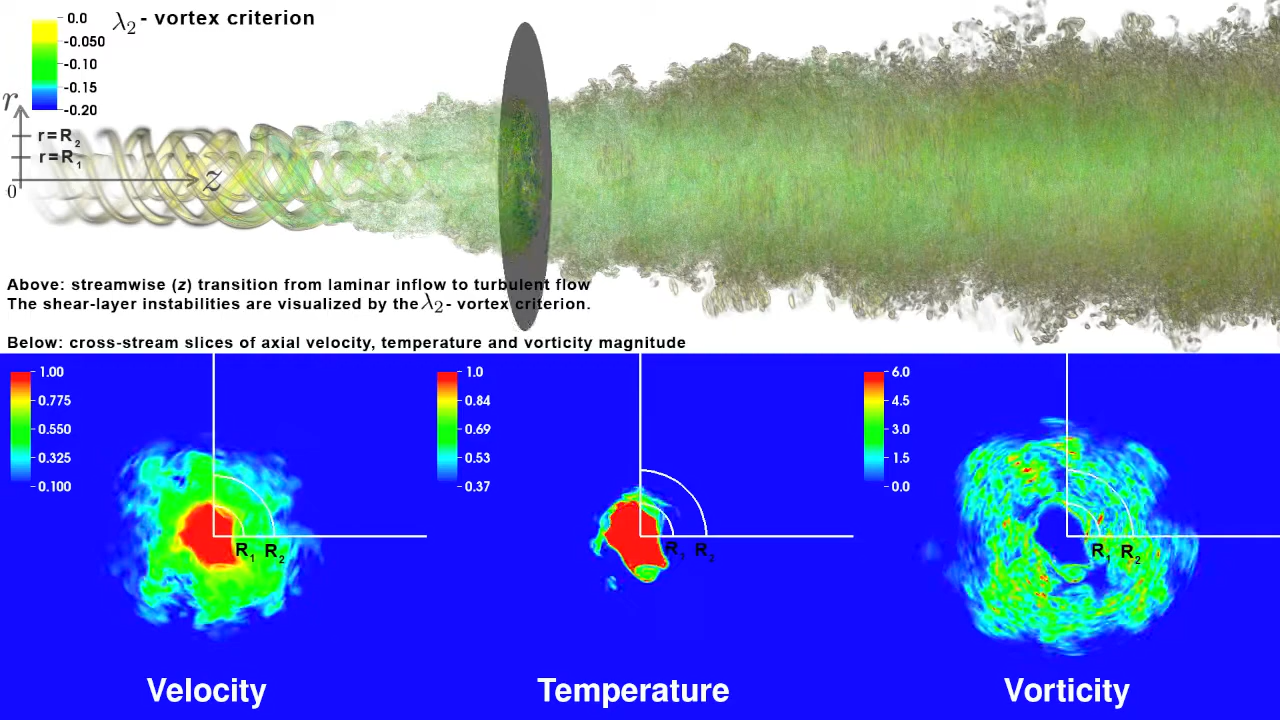 0.0
λ₂ - vortex criterion
-0.050
-0.10
-0.15
-0.20
r
r=R₂
r=R₁
z
0
Above: streamwise (z) transition from laminar inflow to turbulent flow
The shear-layer instabilities are visualized by the λ₂ - vortex criterion.
Below: cross-stream slices of axial velocity, temperature and vorticity magnitude
1.00
0.775
0.550
0.325
0.100
R₁ R₂
Velocity
1.0
0.84
0.69
0.53
0.37
R₁ R₂
Temperature
6.0
4.5
3.0
1.5
0.0
R₁ R₂
Vorticity